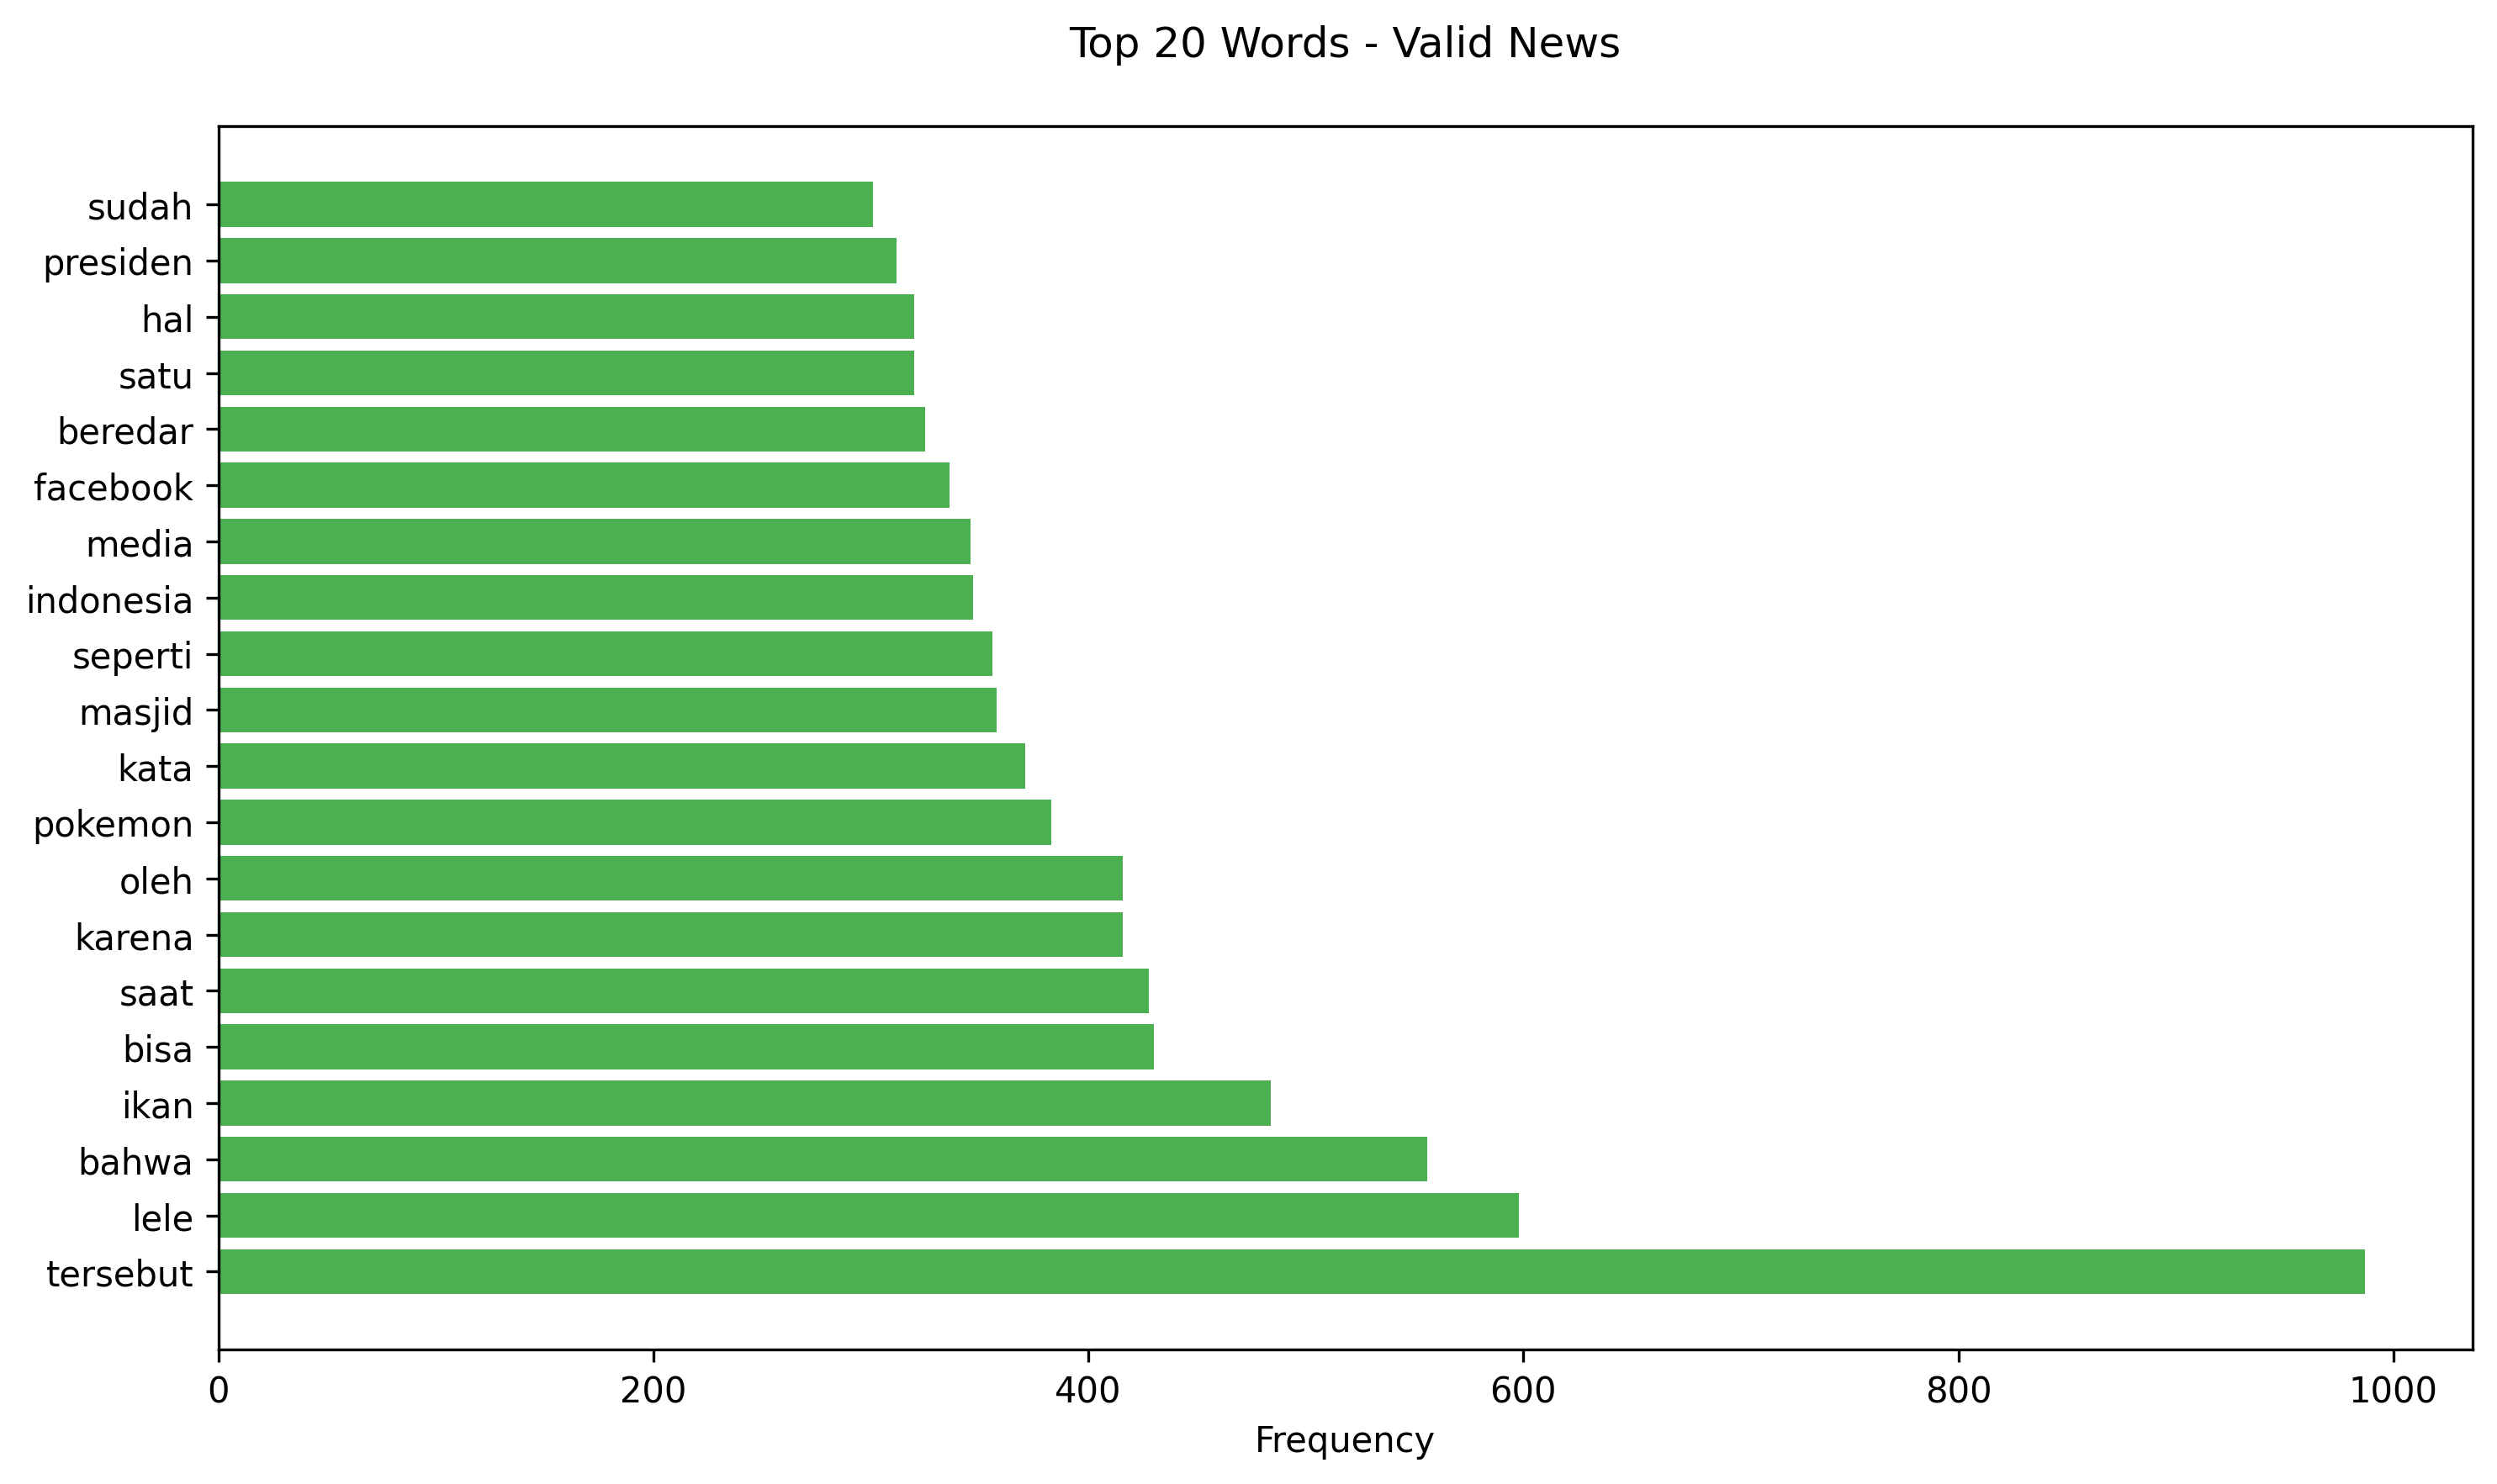 Top 20 Words - Valid News
sudah
presiden
hal
satu
beredar
facebook
media
indonesia
seperti
masjid
kata
pokemon
oleh
karena
saat
bisa
ikan
bahwa
lele
tersebut
0 200 400 600 800 1000
Frequency